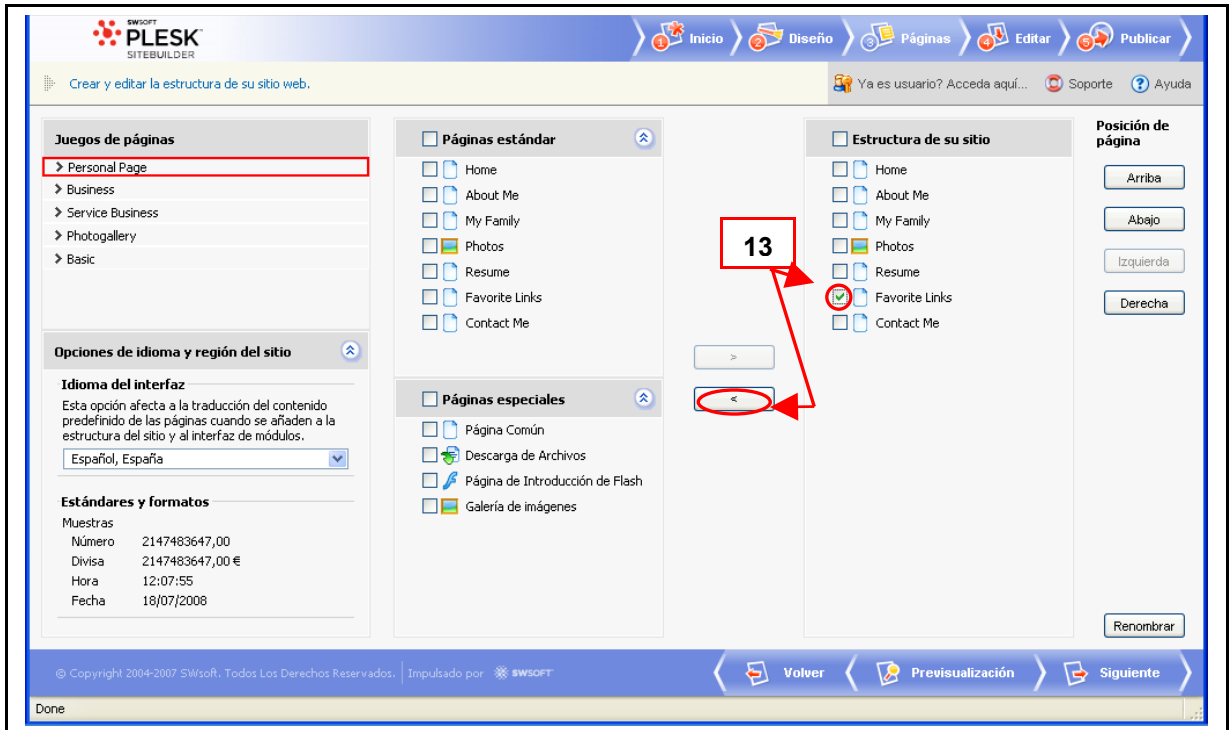 SWSOFT
PLESK
SITEBUILDER
1 Inicio
2 Diseño
3 Páginas
4 Editar
5 Publicar
Crear y editar la estructura de su sitio web.
Ya es usuario? Acceda aquí...
Soporte
Ayuda
Juegos de páginas
Personal Page
Business
Service Business
Photogallery
Basic
Opciones de idioma y región del sitio
Idioma del interfaz
Esta opción afecta a la traducción del contenido
predefinido de las páginas cuando se añaden a la
estructura del sitio y al interfaz de módulos.
Español, España
Estándares y formatos
Muestras
Número 2147483647,00
Divisa 2147483647,00 €
Hora 12:07:55
Fecha 18/07/2008
Páginas estándar
Home
About Me
My Family
Photos
Resume
Favorite Links
Contact Me
Páginas especiales
Página Común
Descarga de Archivos
Página de Introducción de Flash
Galería de imágenes
13
>
<
Estructura de su sitio
Home
About Me
My Family
Photos
Resume
Favorite Links
Contact Me
Posición de
página
Arriba
Abajo
Izquierda
Derecha
Renombrar
© Copyright 2004-2007 SWsoft. Todos Los Derechos Reservados. Impulsado por SWSOFT
Volver
Previsualización
Siguiente
Done